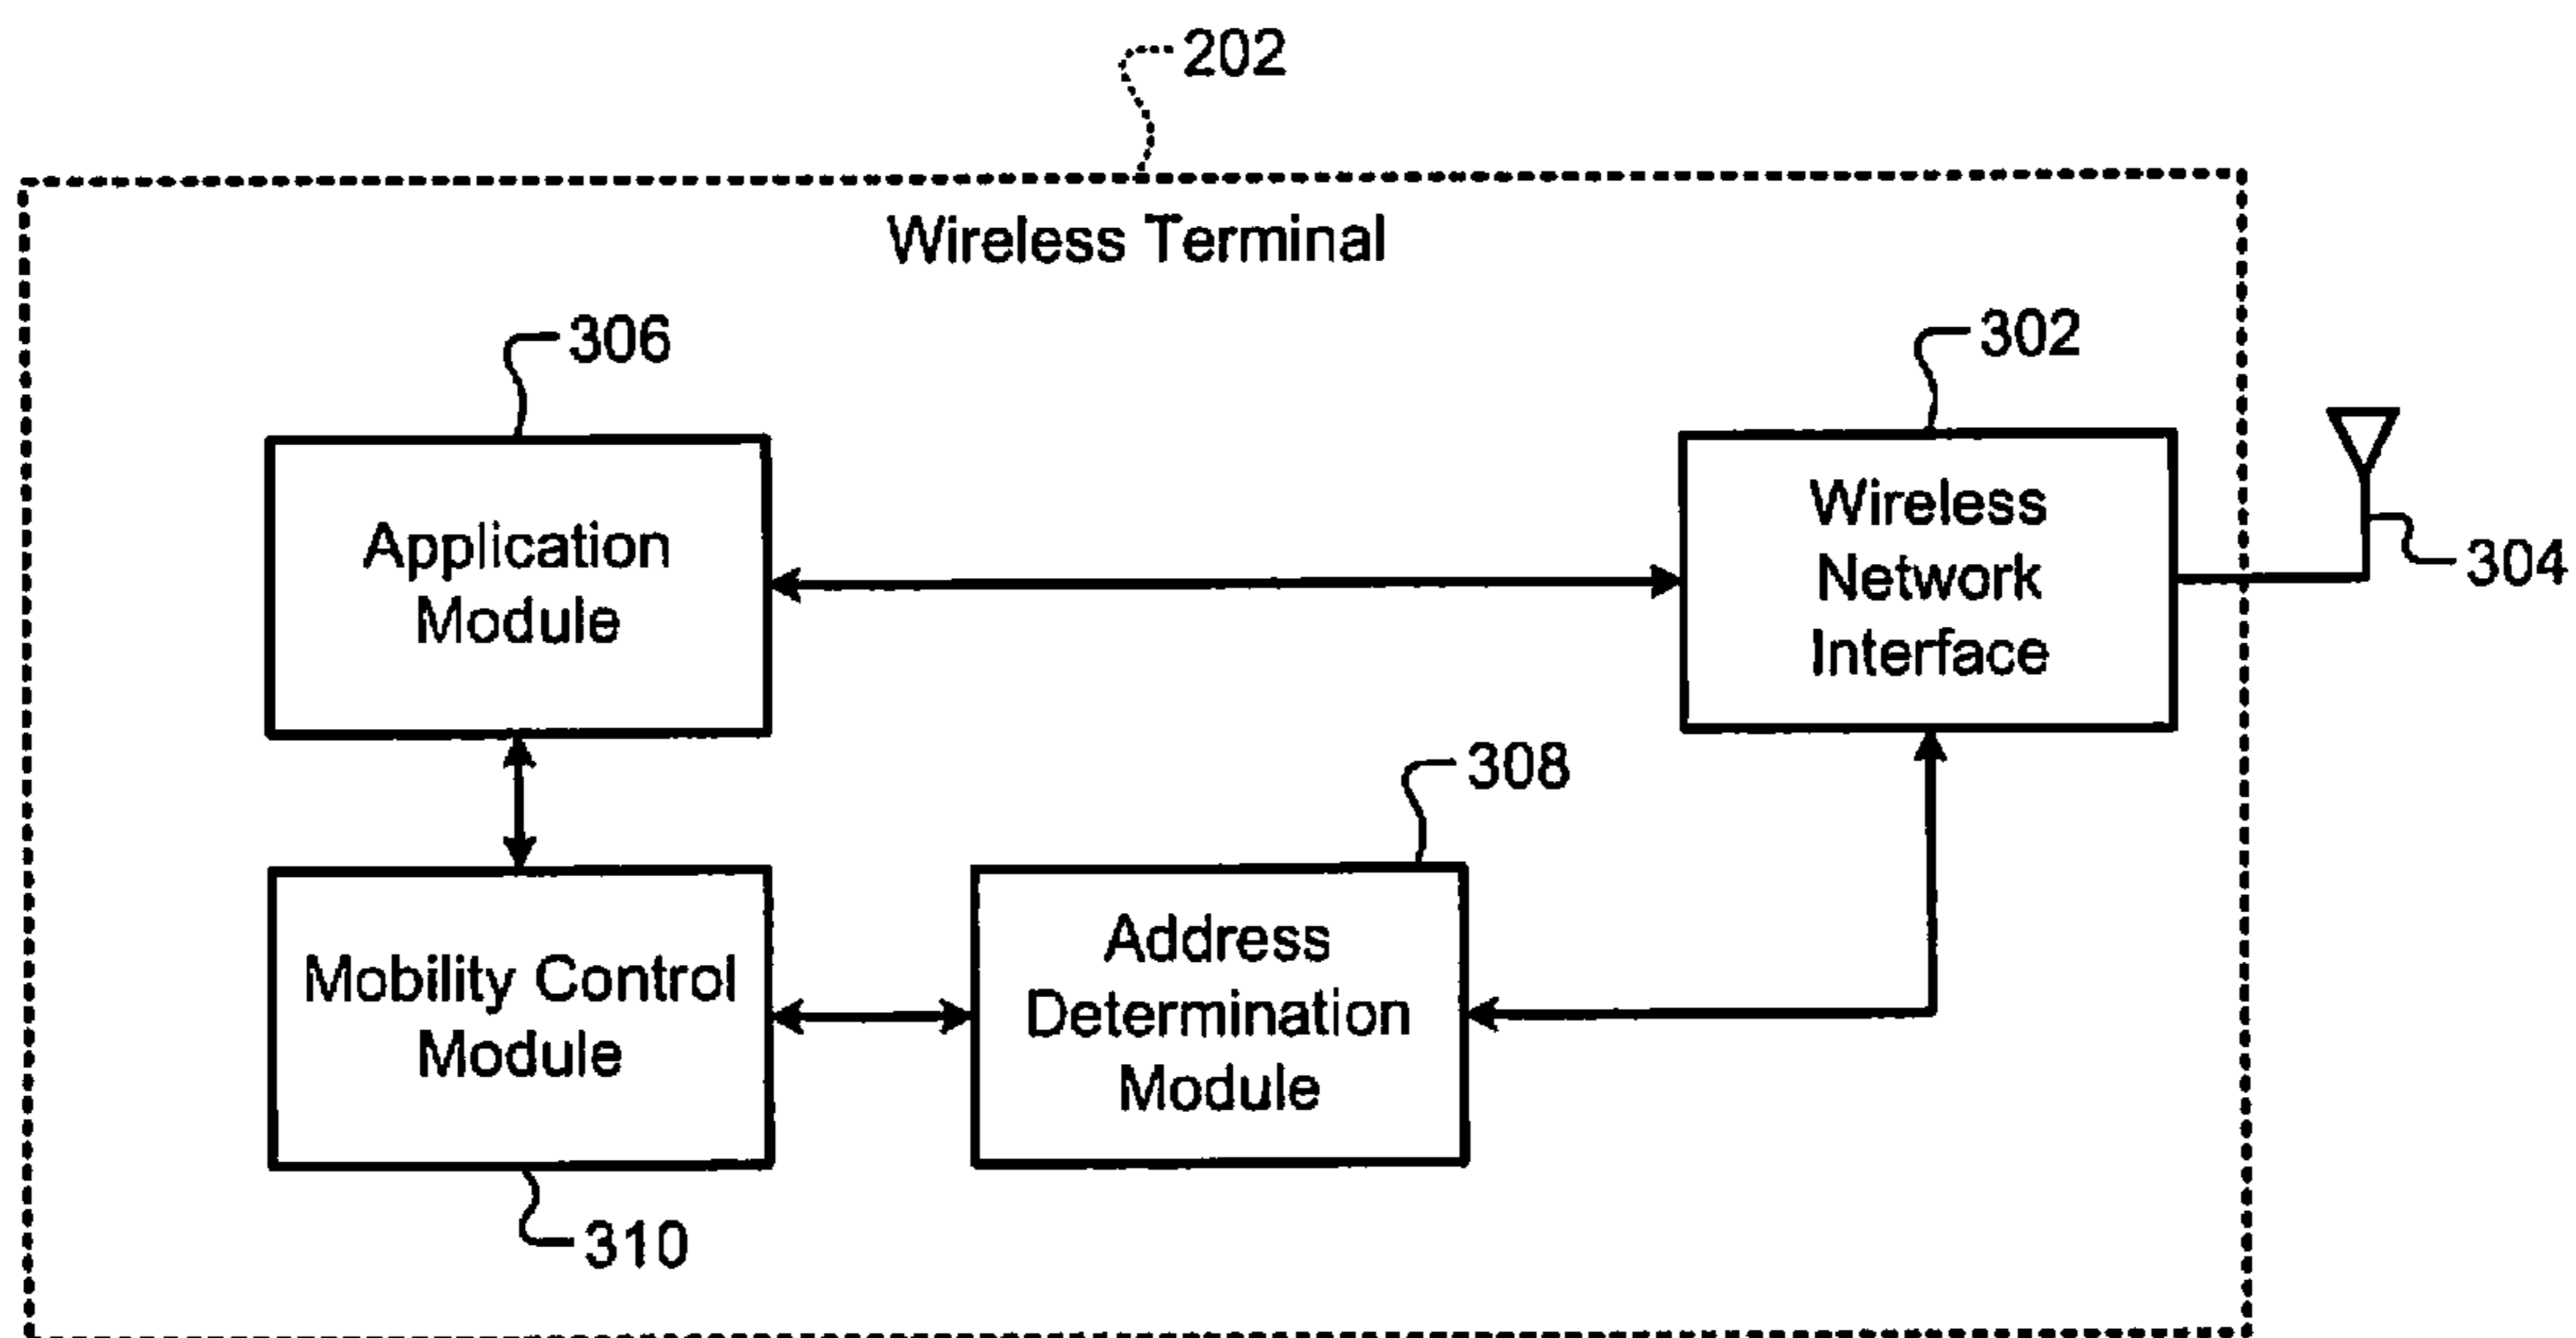 202
Wireless Terminal
306
302
Application
Module
Wireless
Network
Interface
304
308
Mobility Control
Module
Address
Determination
Module
310